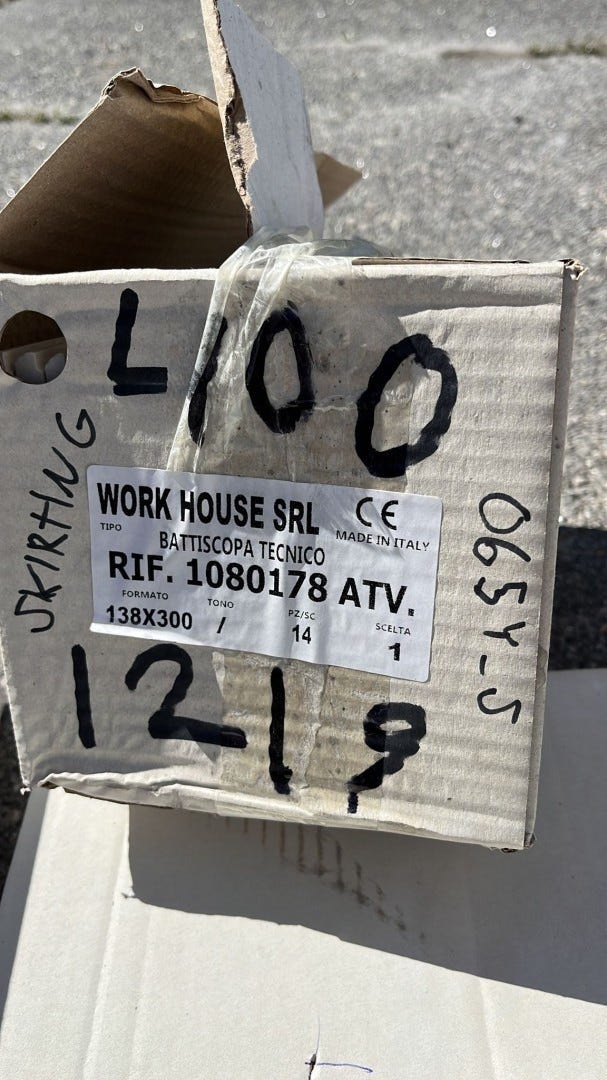 L100
SKIRTING
WORK HOUSE SRL
CE
TIPO
MADE IN ITALY
BATTISCOPA TECNICO
RIF. 1080178 ATV.
FORMATO TONO PZ/SC SCELTA
138X300 / 14 1
1219